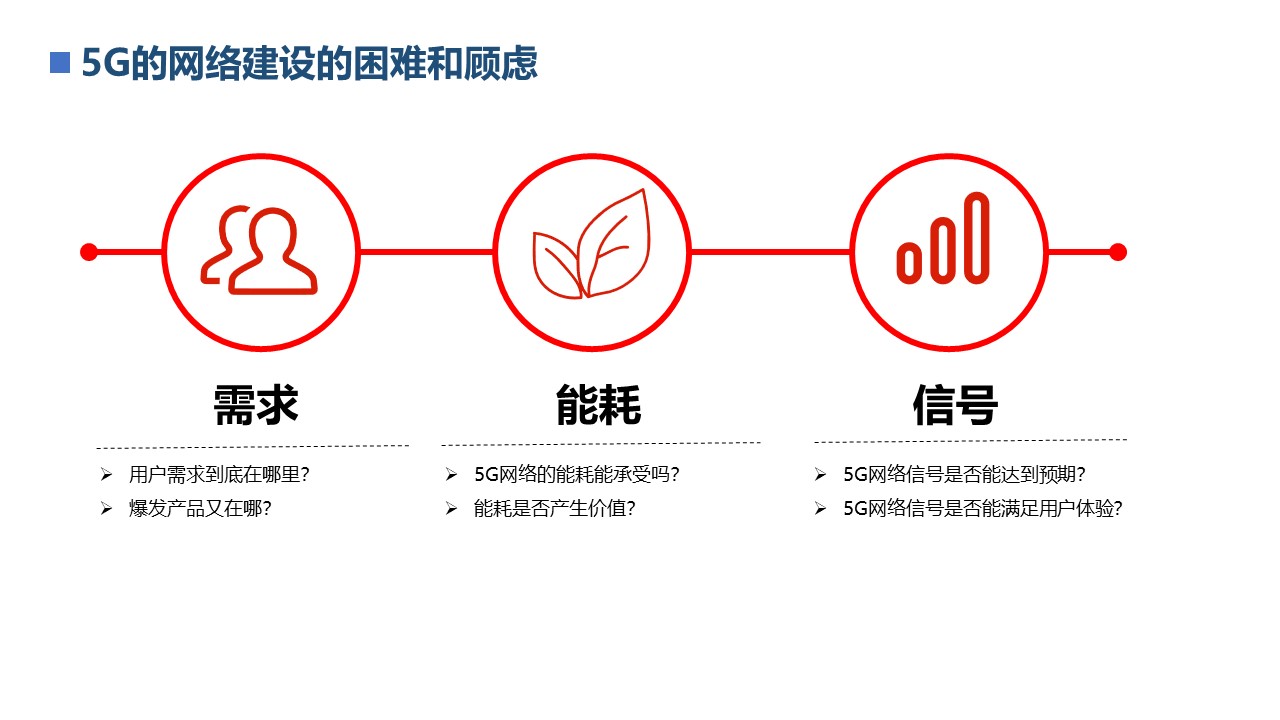 5G的网络建设的困难和顾虑
需求
能耗
信号
用户需求到底在哪里?
爆发产品又在哪?
5G网络的能耗能承受吗?
能耗是否产生价值?
5G网络信号是否能达到预期?
5G网络信号是否能满足用户体验?